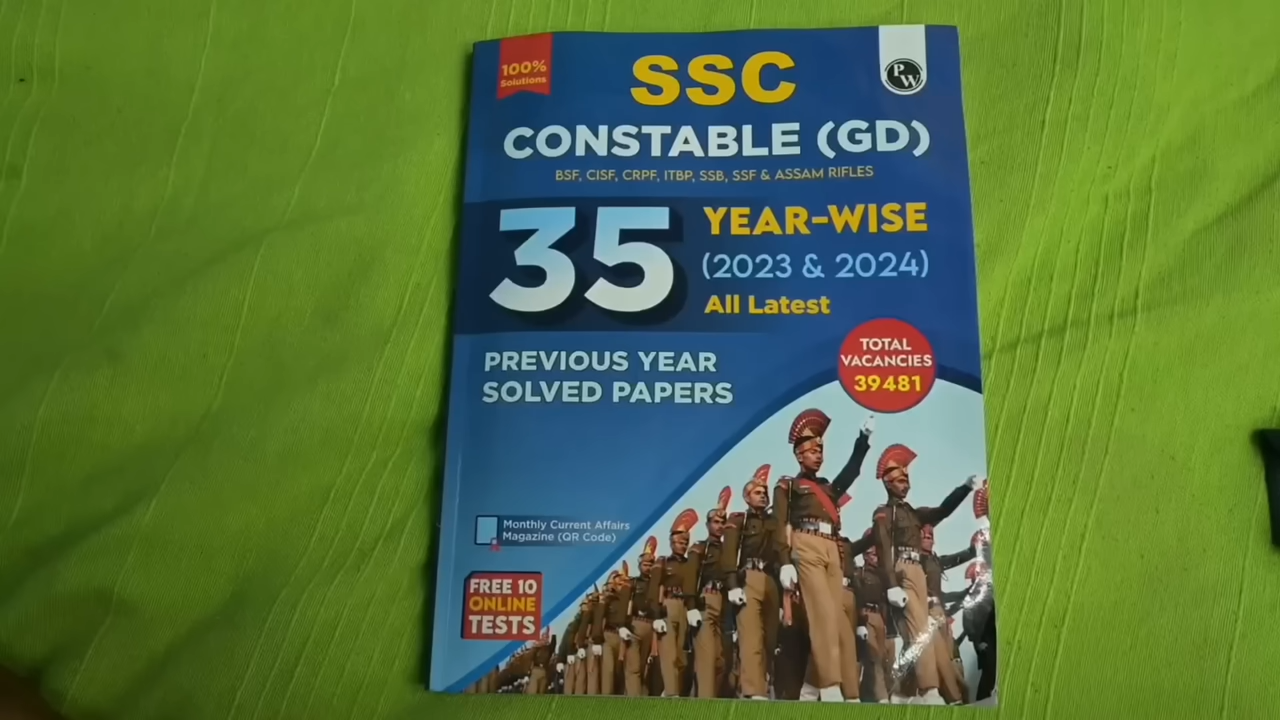 100%
Solutions
SSC
PW
CONSTABLE (GD)
BSF, CISF, CRPF, ITBP, SSB, SSF & ASSAM RIFLES
35
YEAR-WISE
(2023 & 2024)
All Latest
PREVIOUS YEAR
SOLVED PAPERS
TOTAL
VACANCIES
39481
Monthly Current Affairs
Magazine (QR Code)
FREE 10
ONLINE
TESTS